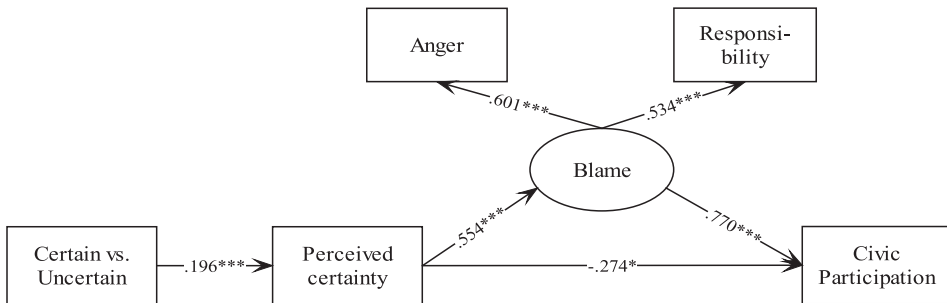 Anger
Responsi-
bility
.601***
.534***
Blame
.554***
.770***
Certain vs.
Uncertain
.196***
Perceived
certainty
-.274*
Civic
Participation